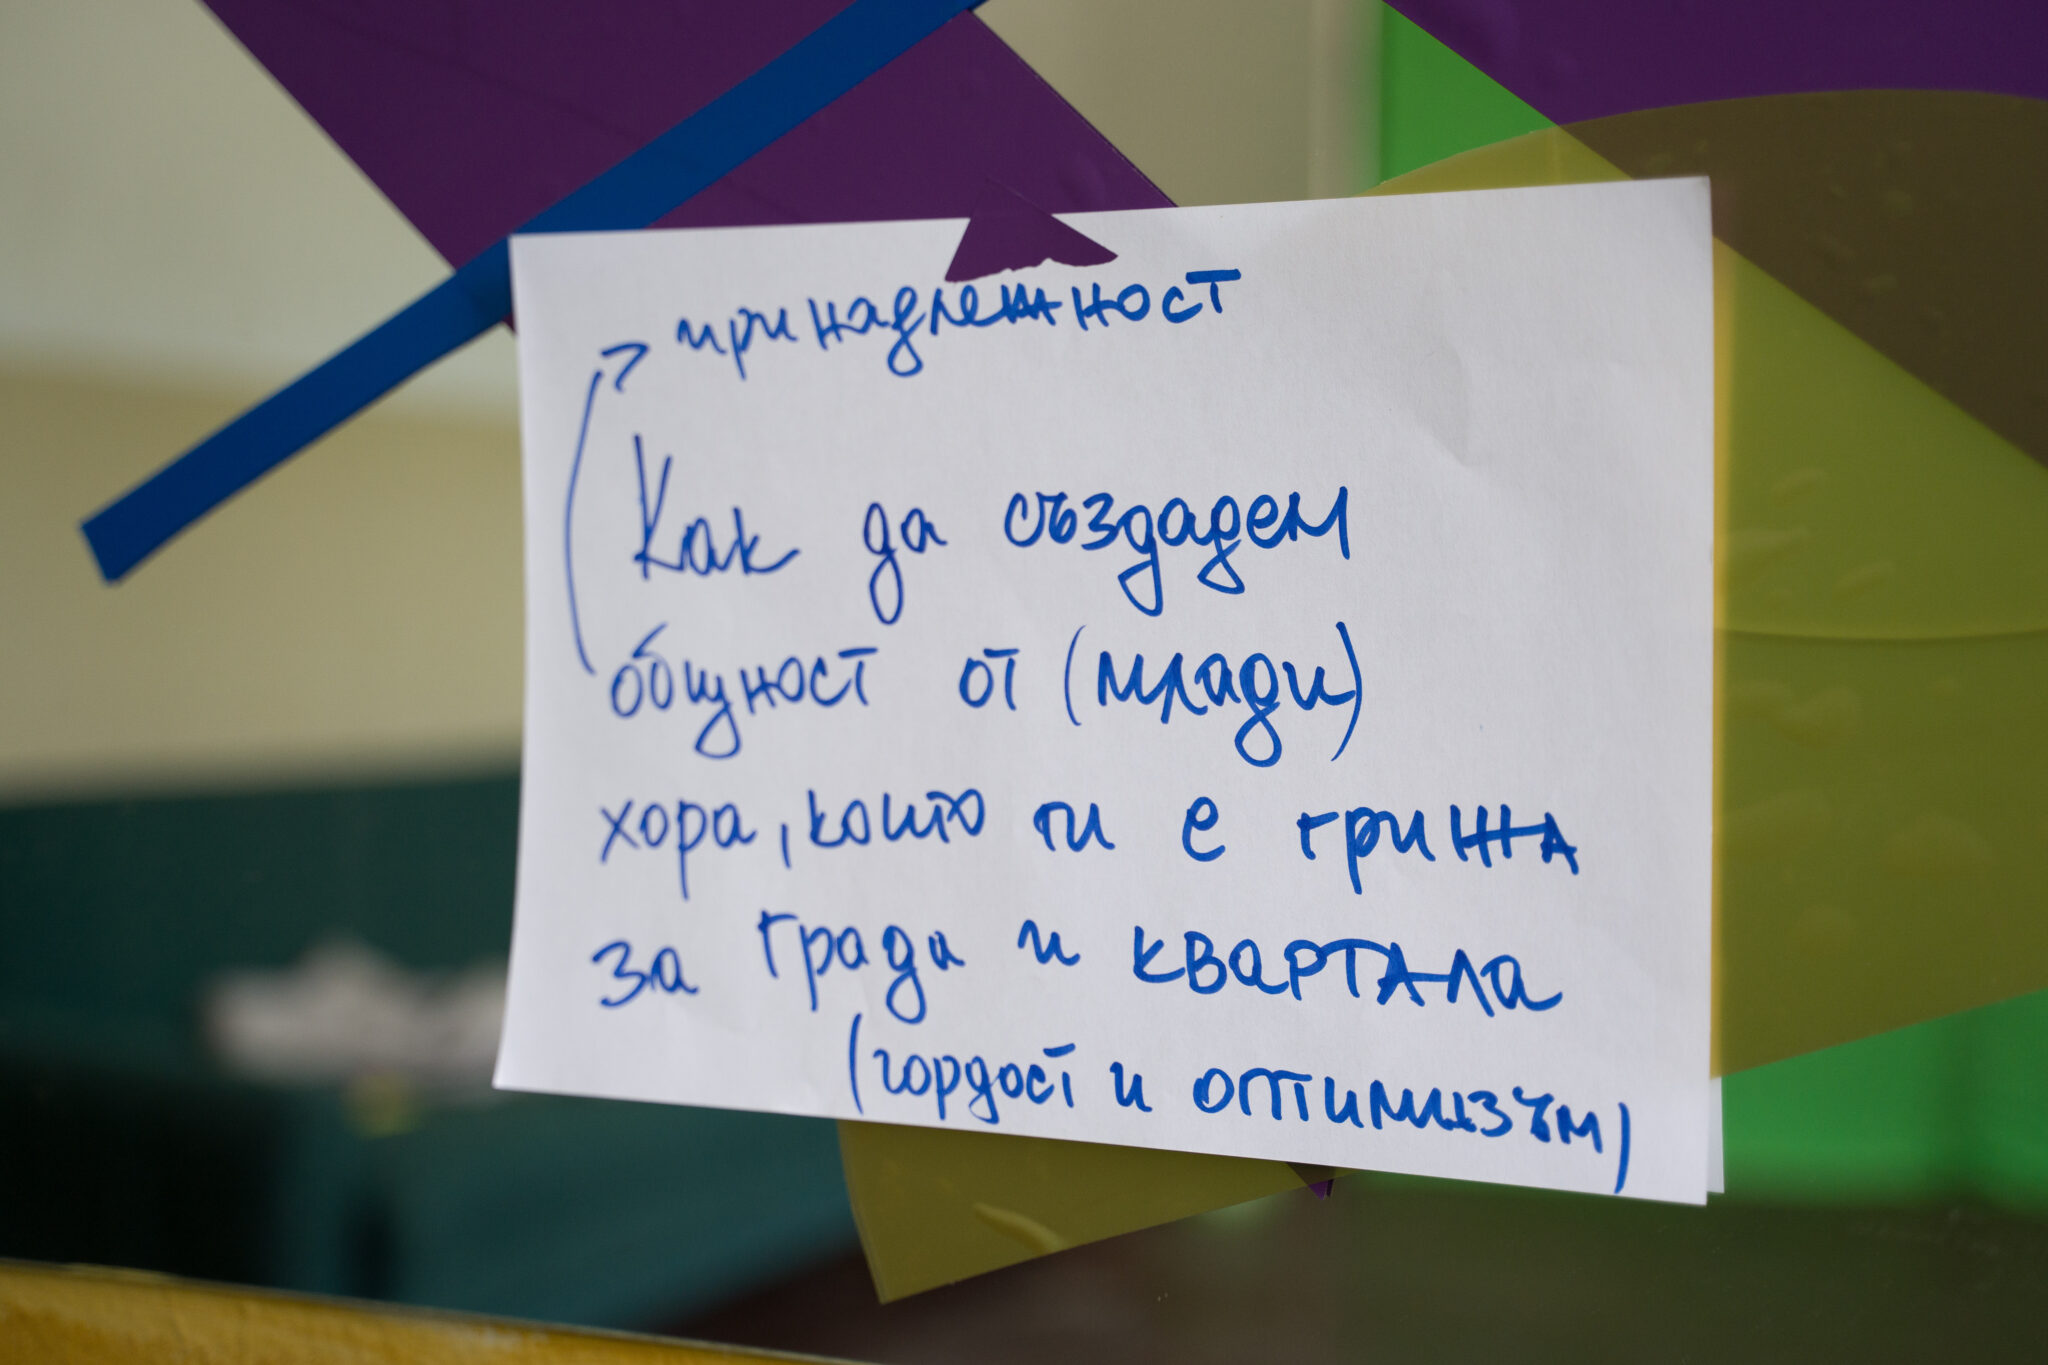 принадлежност
Как да създадем
общност от (млади)
хора, които ги е грижа
за града и квартала
(гордост и оптимизъм)